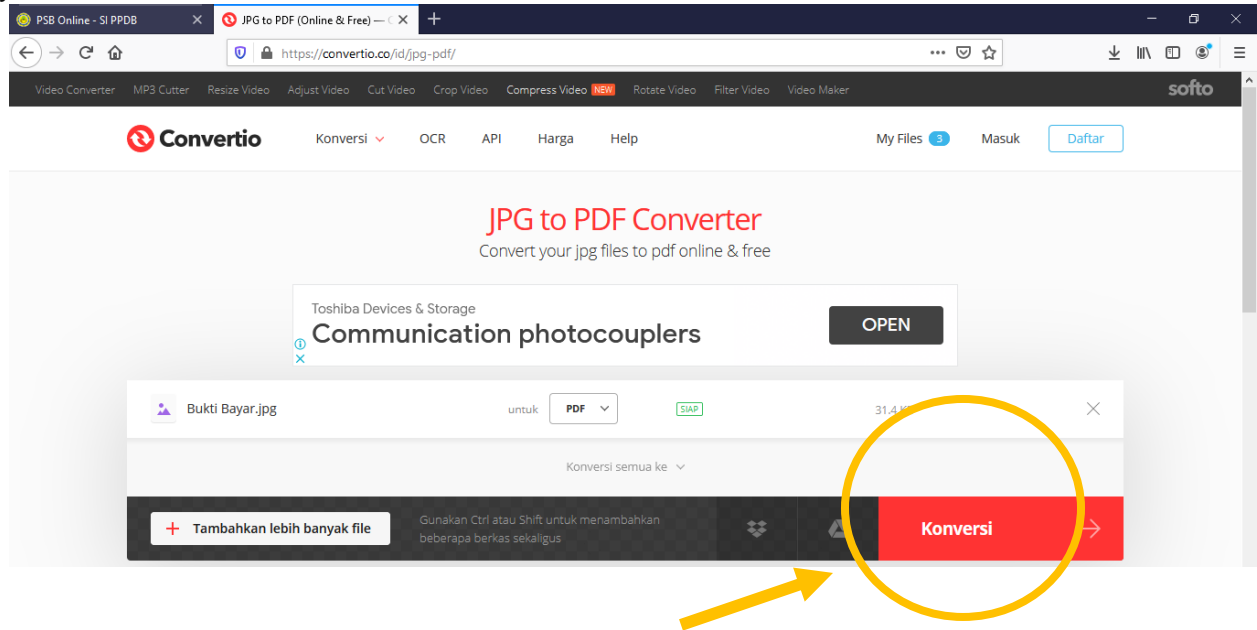 PSB Online - SI PPDB
JPG to PDF (Online & Free) —
https://convertio.co/id/jpg-pdf/
Video Converter MP3 Cutter Resize Video Adjust Video Cut Video Crop Video Compress Video NEW Rotate Video Filter Video Video Maker softo
Convertio Konversi OCR API Harga Help My Files 3 Masuk Daftar
JPG to PDF Converter
Convert your jpg files to pdf online & free
Toshiba Devices & Storage
Communication photocouplers
OPEN
Bukti Bayar.jpg untuk PDF SIAP 31.4
Konversi semua ke
Tambahkan lebih banyak file
Gunakan Ctrl atau Shift untuk menambahkan
beberapa berkas sekaligus
Konversi